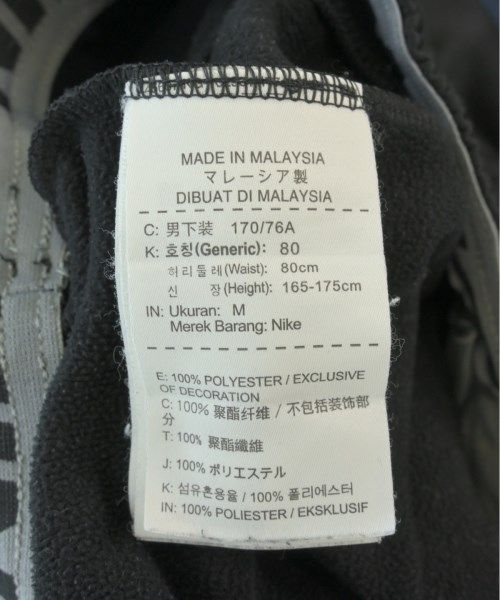 MADE IN MALAYSIA
マレーシア製
DIBUAT DI MALAYSIA
C: 男下装 170/76A
K: 호칭(Generic): 80
허리둘레(Waist): 80cm
신 장(Height): 165-175cm
IN: Ukuran: M
Merek Barang: Nike
E: 100% POLYESTER / EXCLUSIVE
OF DECORATION
C: 100% 聚酯纤维 / 不包括装饰部
分
T: 100% 聚酯纖維
J: 100% ポリエステル
K: 섬유혼용율 / 100% 폴리에스터
IN: 100% POLIESTER / EKSKLUSIF